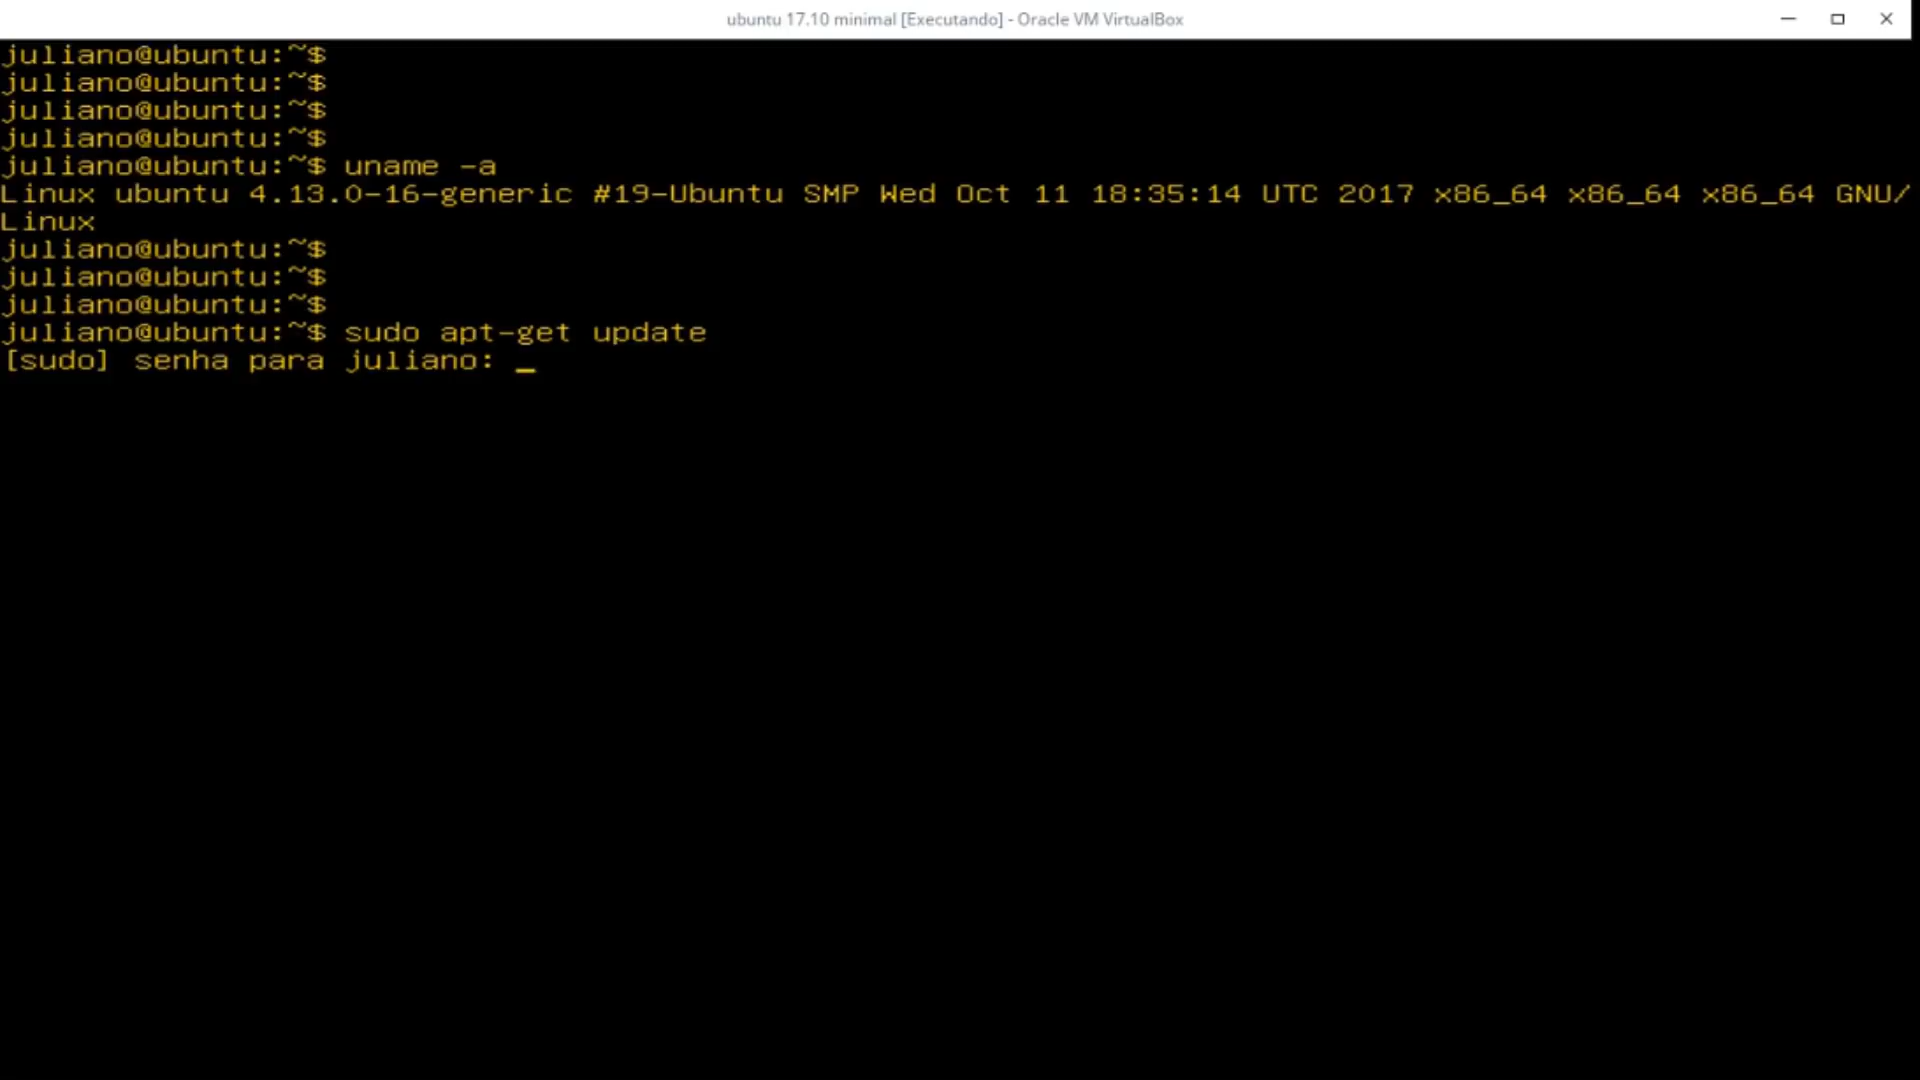 ubuntu 17.10 minimal [Executando] - Oracle VM VirtualBox
juliano@ubuntu:~$
juliano@ubuntu:~$
juliano@ubuntu:~$
juliano@ubuntu:~$
juliano@ubuntu:~$ uname -a
Linux ubuntu 4.13.0-16-generic #19-Ubuntu SMP Wed Oct 11 18:35:14 UTC 2017 x86_64 x86_64 x86_64 GNU/
Linux
juliano@ubuntu:~$
juliano@ubuntu:~$
juliano@ubuntu:~$
juliano@ubuntu:~$ sudo apt-get update
[sudo] senha para juliano: _